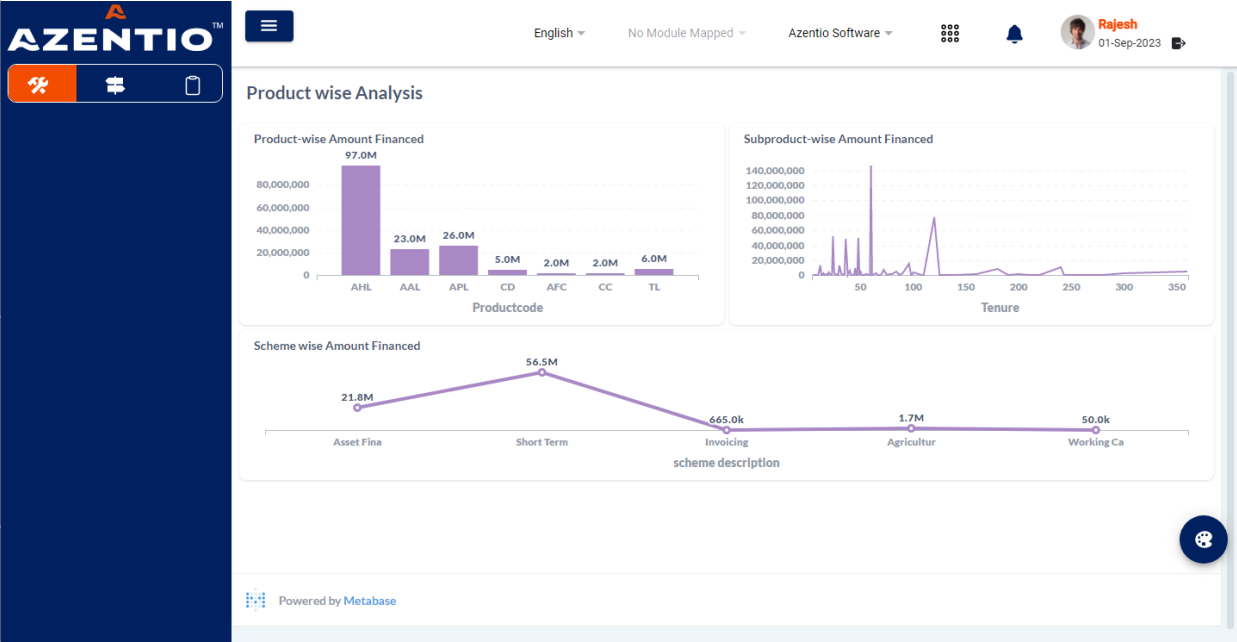 AZENTIO™
English
No Module Mapped
Azentio Software
Rajesh
01-Sep-2023
Product wise Analysis
Product-wise Amount Financed
97.0M
80,000,000
60,000,000
40,000,000
20,000,000
0
23.0M
26.0M
5.0M
2.0M
2.0M
6.0M
AHL AAL APL CD AFC CC TL
Productcode
Subproduct-wise Amount Financed
140,000,000
120,000,000
100,000,000
80,000,000
60,000,000
40,000,000
20,000,000
0
50 100 150 200 250 300 350
Tenure
Scheme wise Amount Financed
21.8M
56.5M
665.0k
1.7M
50.0k
Asset Fina Short Term Invoicing Agricultur Working Ca
scheme description
Powered by Metabase